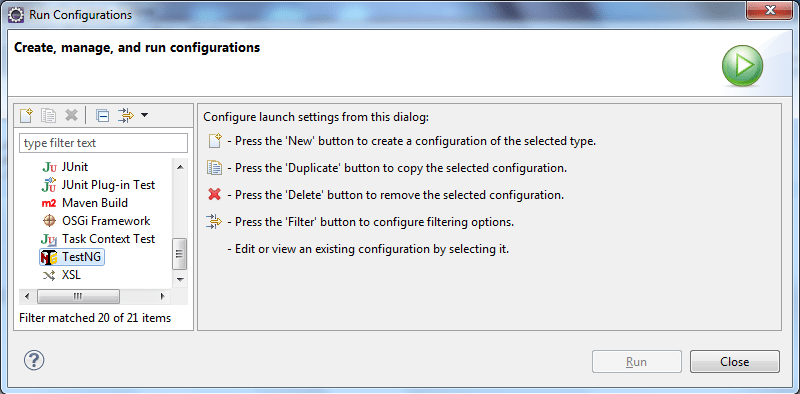 Run Configurations
Create, manage, and run configurations
type filter text
JUnit
JUnit Plug-in Test
Maven Build
OSGi Framework
Task Context Test
TestNG
XSL
Filter matched 20 of 21 items
Configure launch settings from this dialog:
- Press the 'New' button to create a configuration of the selected type.
- Press the 'Duplicate' button to copy the selected configuration.
- Press the 'Delete' button to remove the selected configuration.
- Press the 'Filter' button to configure filtering options.
- Edit or view an existing configuration by selecting it.
Run
Close